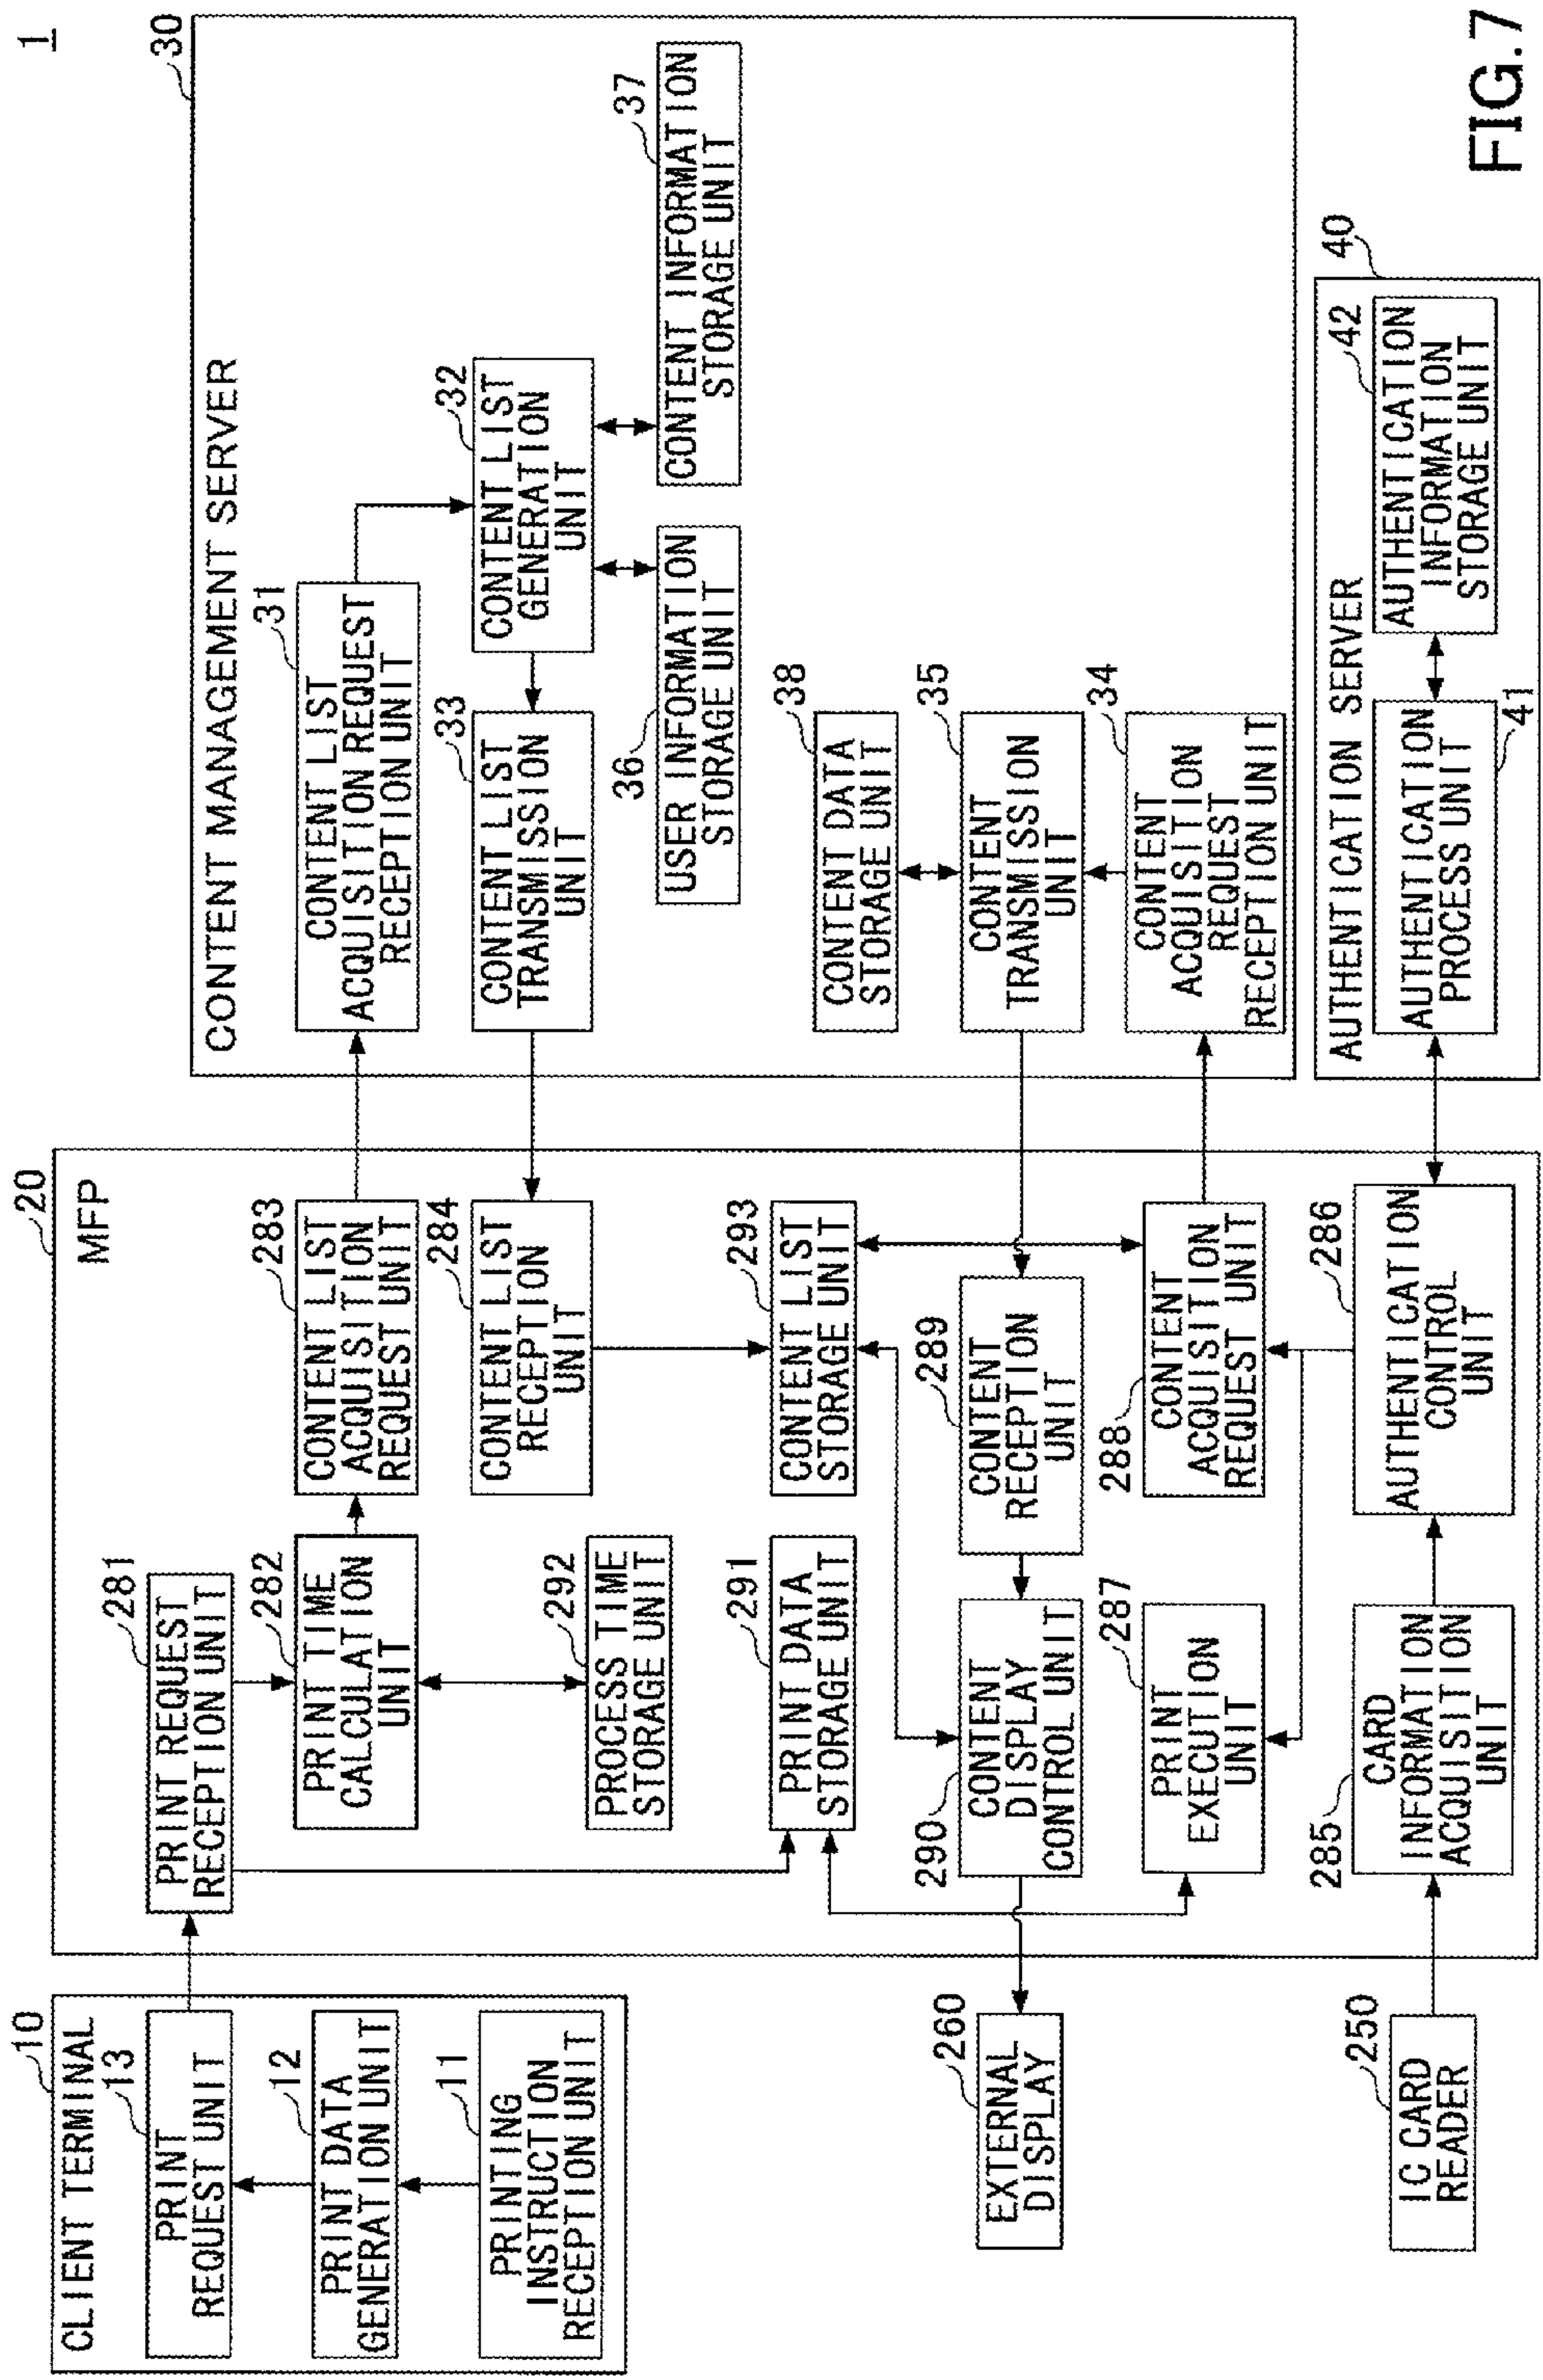 1
10
CLIENT TERMINAL
13
PRINT
REQUEST UNIT
12
PRINT DATA
GENERATION UNIT
11
PRINTING
INSTRUCTION
RECEPTION UNIT
260
EXTERNAL
DISPLAY
250
IC CARD
READER
20
MFP
281
PRINT REQUEST
RECEPTION UNIT
282
PRINT TIME
CALCULATION
UNIT
283
CONTENT LIST
ACQUISITION
REQUEST UNIT
284
CONTENT LIST
RECEPTION
UNIT
292
PROCESS TIME
STORAGE UNIT
291
PRINT DATA
STORAGE UNIT
293
CONTENT LIST
STORAGE UNIT
290
CONTENT
DISPLAY
CONTROL UNIT
289
CONTENT
RECEPTION
UNIT
287
PRINT
EXECUTION
UNIT
288
CONTENT
ACQUISITION
REQUEST UNIT
285
CARD
INFORMATION
ACQUISITION
UNIT
286
AUTHENTICATION
CONTROL
UNIT
30
CONTENT MANAGEMENT SERVER
31
CONTENT LIST
ACQUISITION REQUEST
RECEPTION UNIT
32
CONTENT LIST
GENERATION
UNIT
33
CONTENT LIST
TRANSMISSION
UNIT
36
USER INFORMATION
STORAGE UNIT
37
CONTENT INFORMATION
STORAGE UNIT
38
CONTENT DATA
STORAGE UNIT
35
CONTENT
TRANSMISSION
UNIT
34
CONTENT
ACQUISITION
REQUEST
RECEPTION UNIT
40
AUTHENTICATION SERVER
41
AUTHENTICATION
PROCESS UNIT
42
AUTHENTICATION
INFORMATION
STORAGE UNIT
FIG.7